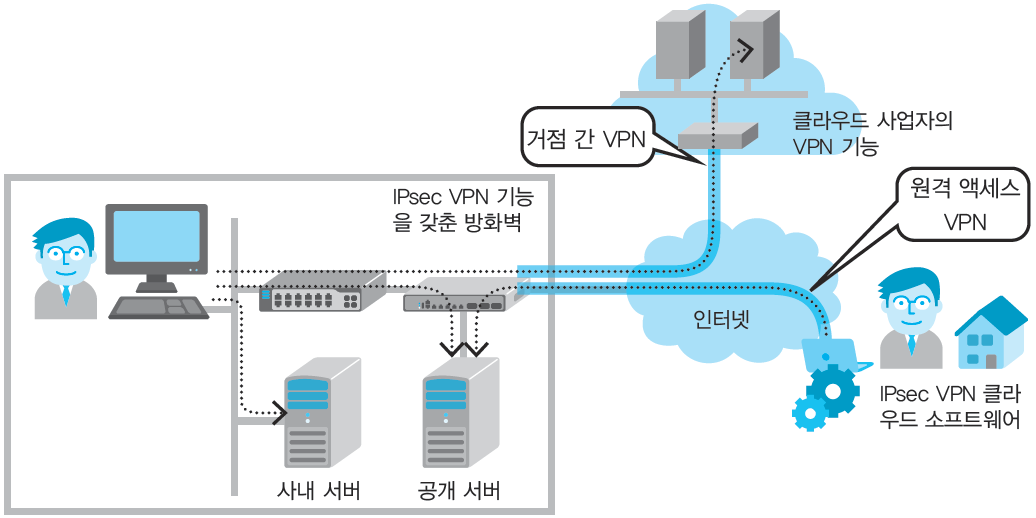 클라우드 사업자의
VPN 기능
거점 간 VPN
원격 액세스
VPN
IPsec VPN 기능
을 갖춘 방화벽
인터넷
IPsec VPN 클라
우드 소프트웨어
사내 서버
공개 서버